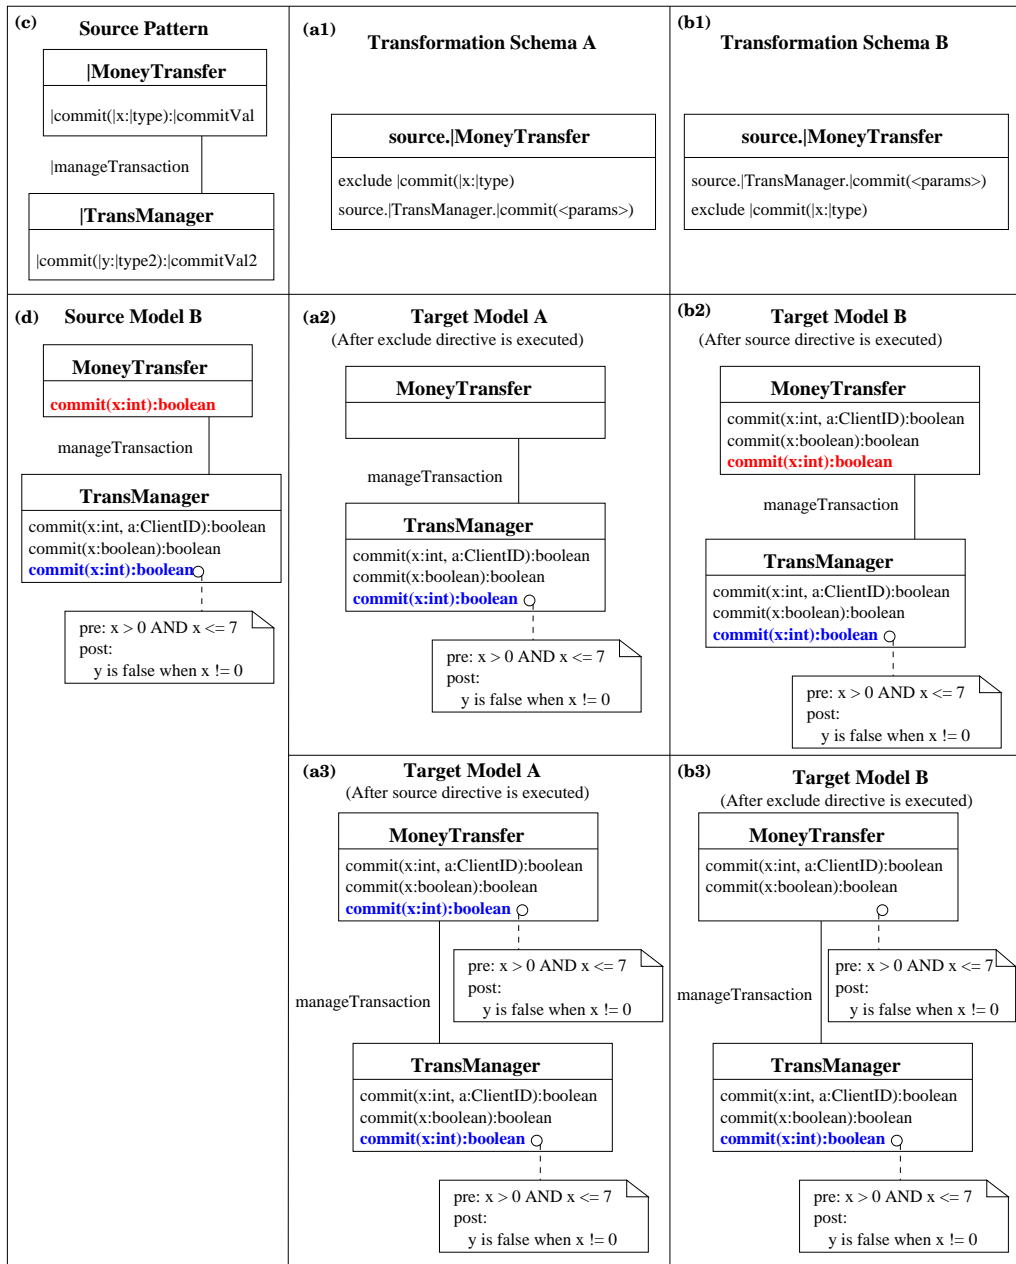 (c) Source Pattern
|MoneyTransfer
|commit(|x:|type):|commitVal
|manageTransaction
|TransManager
|commit(|y:|type2):|commitVal2
(a1)
Transformation Schema A
source.|MoneyTransfer
exclude |commit(|x:|type)
source.|TransManager.|commit(<params>)
(b1)
Transformation Schema B
source.|MoneyTransfer
source.|TransManager.|commit(<params>)
exclude |commit(|x:|type)
(d) Source Model B
MoneyTransfer
commit(x:int):boolean
manageTransaction
TransManager
commit(x:int, a:ClientID):boolean
commit(x:boolean):boolean
commit(x:int):boolean
pre: x > 0 AND x <= 7
post:
y is false when x != 0
(a2) Target Model A
(After exclude directive is executed)
MoneyTransfer
manageTransaction
TransManager
commit(x:int, a:ClientID):boolean
commit(x:boolean):boolean
commit(x:int):boolean
pre: x > 0 AND x <= 7
post:
y is false when x != 0
(b2) Target Model B
(After source directive is executed)
MoneyTransfer
commit(x:int, a:ClientID):boolean
commit(x:boolean):boolean
commit(x:int):boolean
manageTransaction
TransManager
commit(x:int, a:ClientID):boolean
commit(x:boolean):boolean
commit(x:int):boolean
pre: x > 0 AND x <= 7
post:
y is false when x != 0
(a3) Target Model A
(After source directive is executed)
MoneyTransfer
commit(x:int, a:ClientID):boolean
commit(x:boolean):boolean
commit(x:int):boolean
pre: x > 0 AND x <= 7
post:
y is false when x != 0
manageTransaction
TransManager
commit(x:int, a:ClientID):boolean
commit(x:boolean):boolean
commit(x:int):boolean
pre: x > 0 AND x <= 7
post:
y is false when x != 0
(b3) Target Model B
(After exclude directive is executed)
MoneyTransfer
commit(x:int, a:ClientID):boolean
commit(x:boolean):boolean
pre: x > 0 AND x <= 7
post:
y is false when x != 0
manageTransaction
TransManager
commit(x:int, a:ClientID):boolean
commit(x:boolean):boolean
commit(x:int):boolean
pre: x > 0 AND x <= 7
post:
y is false when x != 0